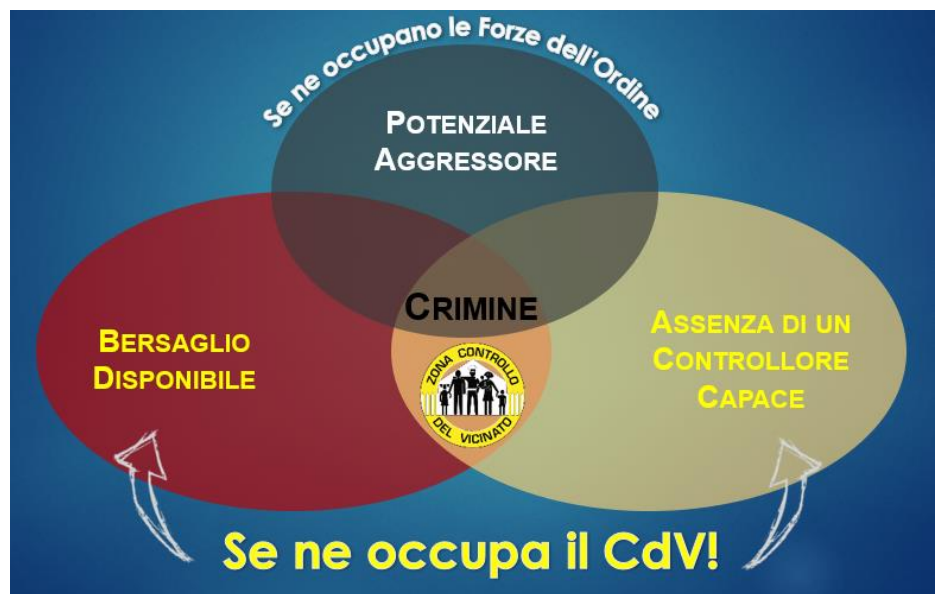 Se ne occupano le Forze dell'Ordine
POTENZIALE
AGGRESSORE
CRIMINE
BERSAGLIO
DISPONIBILE
ASSENZA DI UN
CONTROLLORE
CAPACE
ZONA CONTROLLO
DEL VICINATO
Se ne occupa il CdV!